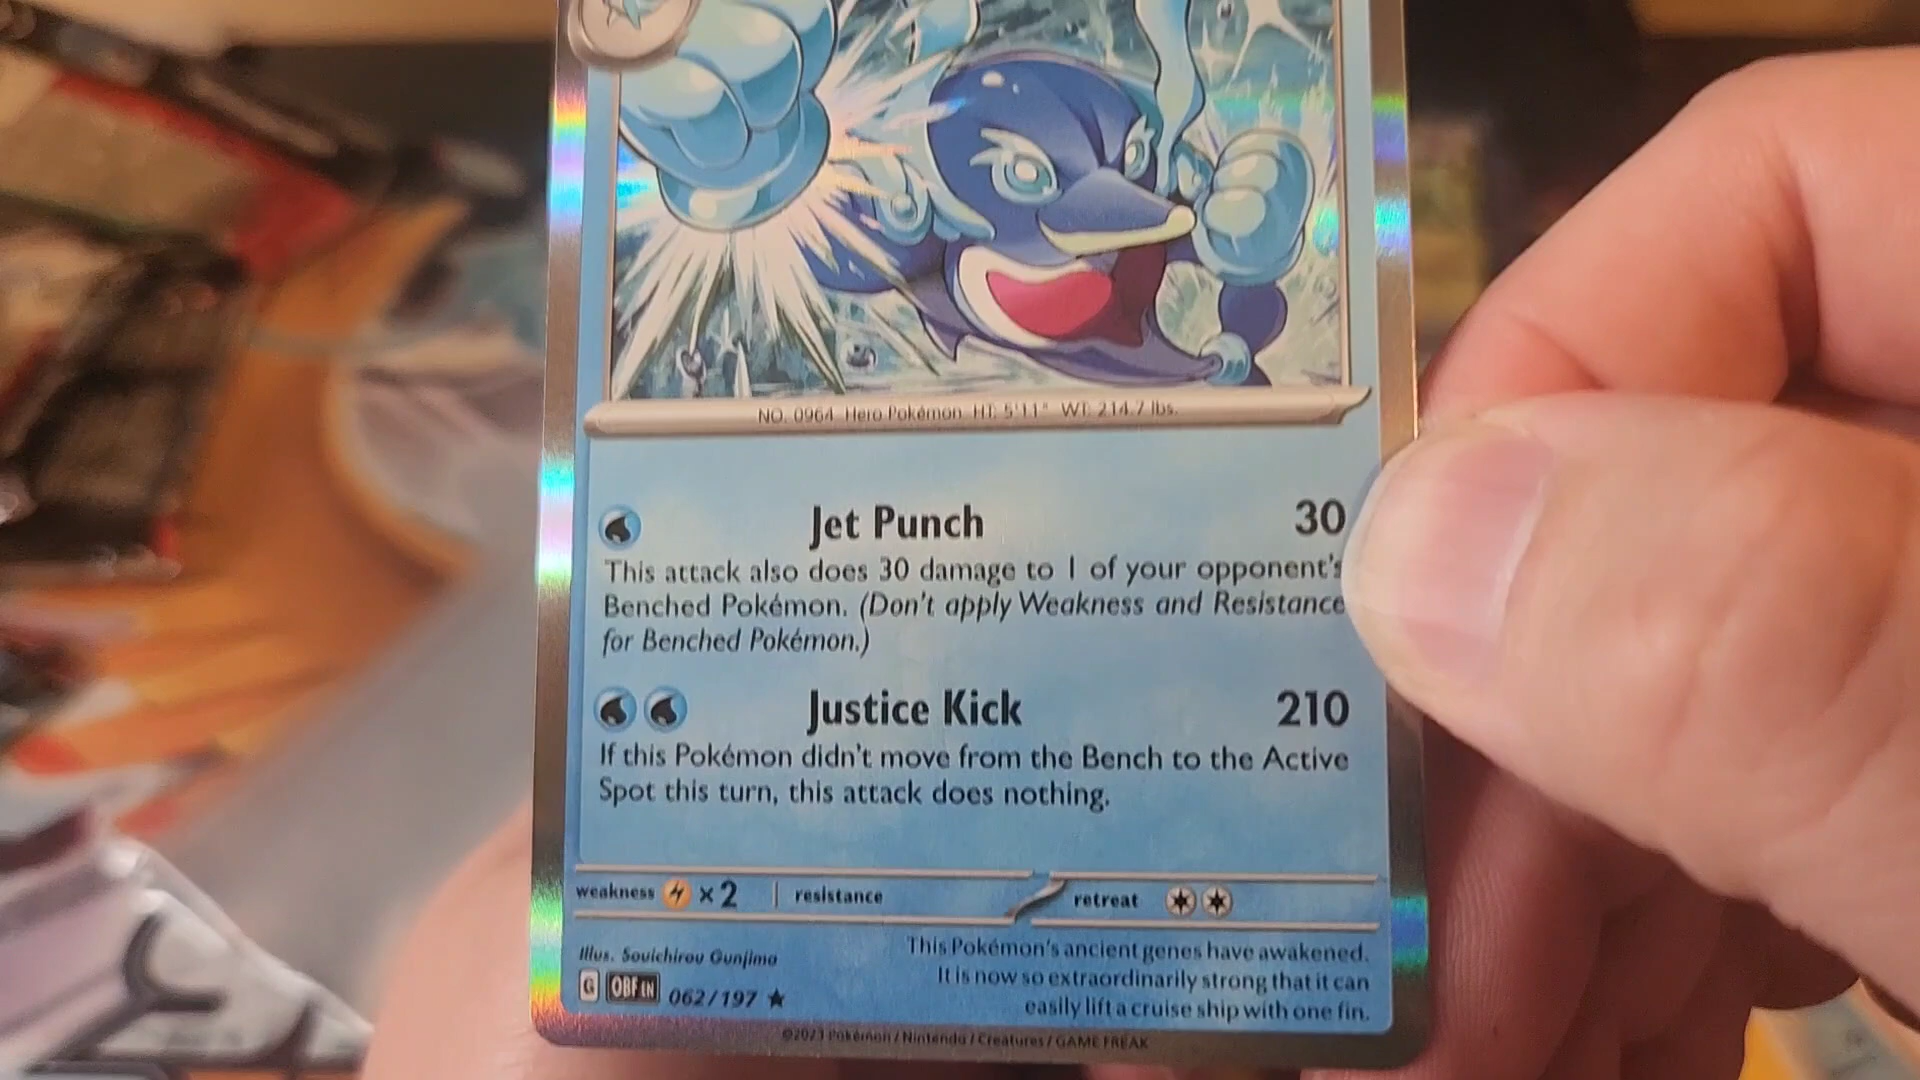 NO. 0964 Hero Pokémon HT: 5'11" WT: 214.7 lbs.
Jet Punch 30
This attack also does 30 damage to 1 of your opponent's
Benched Pokémon. (Don't apply Weakness and Resistance
for Benched Pokémon.)
Justice Kick 210
If this Pokémon didn't move from the Bench to the Active
Spot this turn, this attack does nothing.
weakness ×2 | resistance retreat
Illus. Souichirou Gunjima
G OBF EN 062/197 ★
This Pokémon's ancient genes have awakened.
It is now so extraordinarily strong that it can
easily lift a cruise ship with one fin.
©2023 Pokémon / Nintendo / Creatures / GAME FREAK